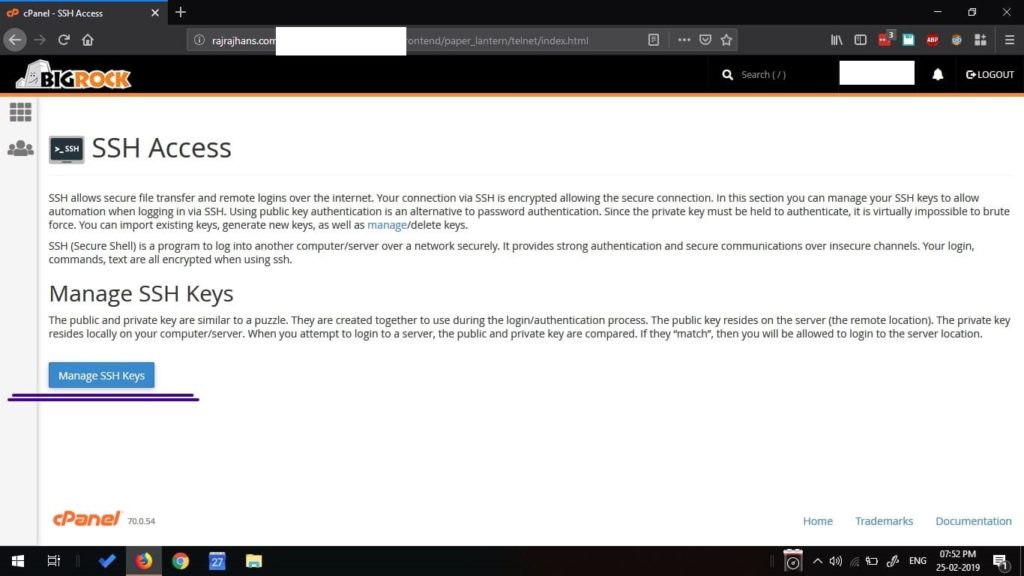 cP cPanel - SSH Access
rajrajhans.com
rontend/paper_lantern/telnet/index.html
3
ABP
BIGROCK
Search ( / )
LOGOUT
>_ SSH
SSH Access
SSH allows secure file transfer and remote logins over the internet. Your connection via SSH is encrypted allowing the secure connection. In this section you can manage your SSH keys to allow
automation when logging in via SSH. Using public key authentication is an alternative to password authentication. Since the private key must be held to authenticate, it is virtually impossible to brute
force. You can import existing keys, generate new keys, as well as manage/delete keys.
SSH (Secure Shell) is a program to log into another computer/server over a network securely. It provides strong authentication and secure communications over insecure channels. Your login,
commands, text are all encrypted when using ssh.
Manage SSH Keys
The public and private key are similar to a puzzle. They are created together to use during the login/authentication process. The public key resides on the server (the remote location). The private key
resides locally on your computer/server. When you attempt to login to a server, the public and private key are compared. If they “match”, then you will be allowed to login to the server location.
Manage SSH Keys
cPanel 70.0.54
Home Trademarks Documentation
27
ENG
07:52 PM
25-02-2019
1